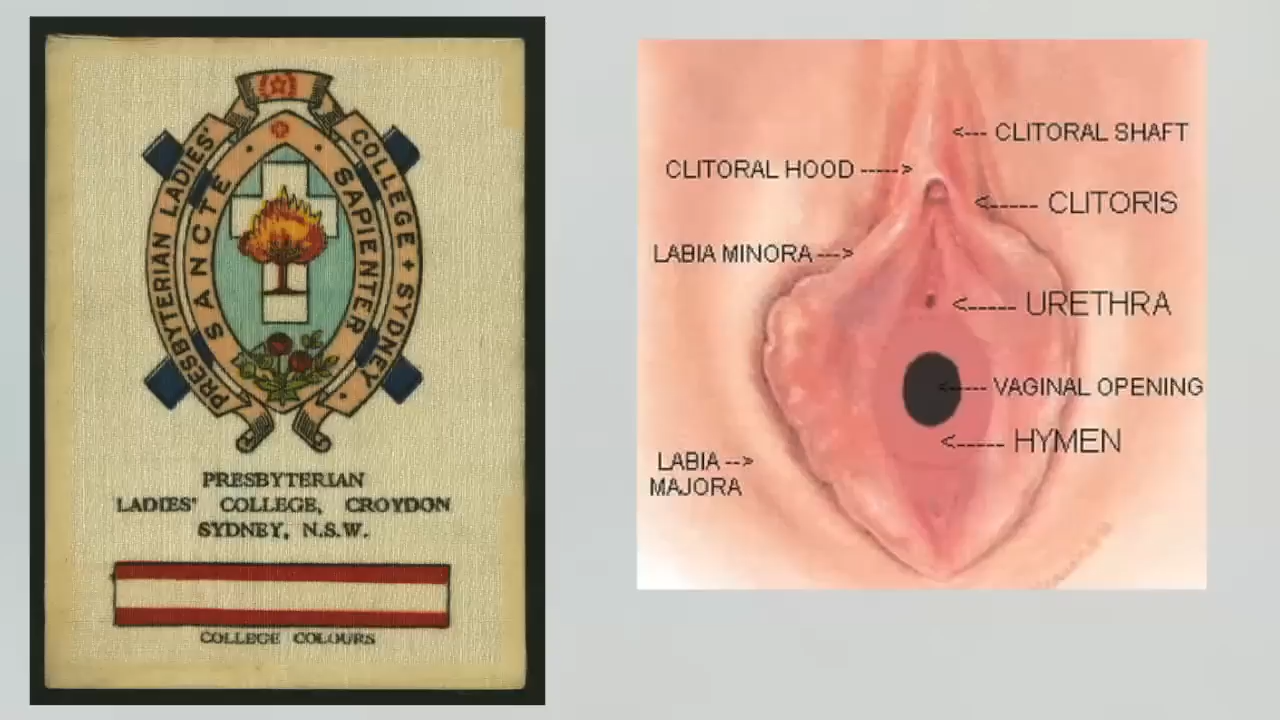 PRESBYTERIAN LADIES' COLLEGE + SYDNEY
SANCTE SAPIENTER
PRESBYTERIAN
LADIES' COLLEGE, CROYDON
SYDNEY, N.S.W.
COLLEGE COLOURS
<--- CLITORAL SHAFT
CLITORAL HOOD ----->
<----- CLITORIS
LABIA MINORA --->
<----- URETHRA
<----- VAGINAL OPENING
<----- HYMEN
LABIA -->
MAJORA